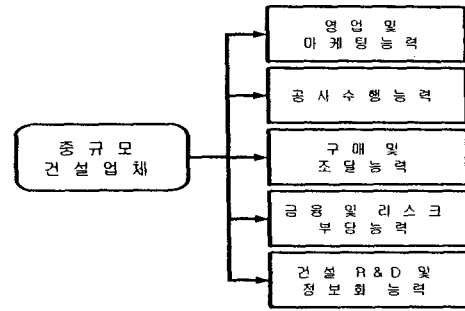 영업 및
마케팅능력
공사수행능력
중규모
건설업체
구매 및
조달능력
금융 및 리스크
부담능력
건설 R&D 및
정보화 능력